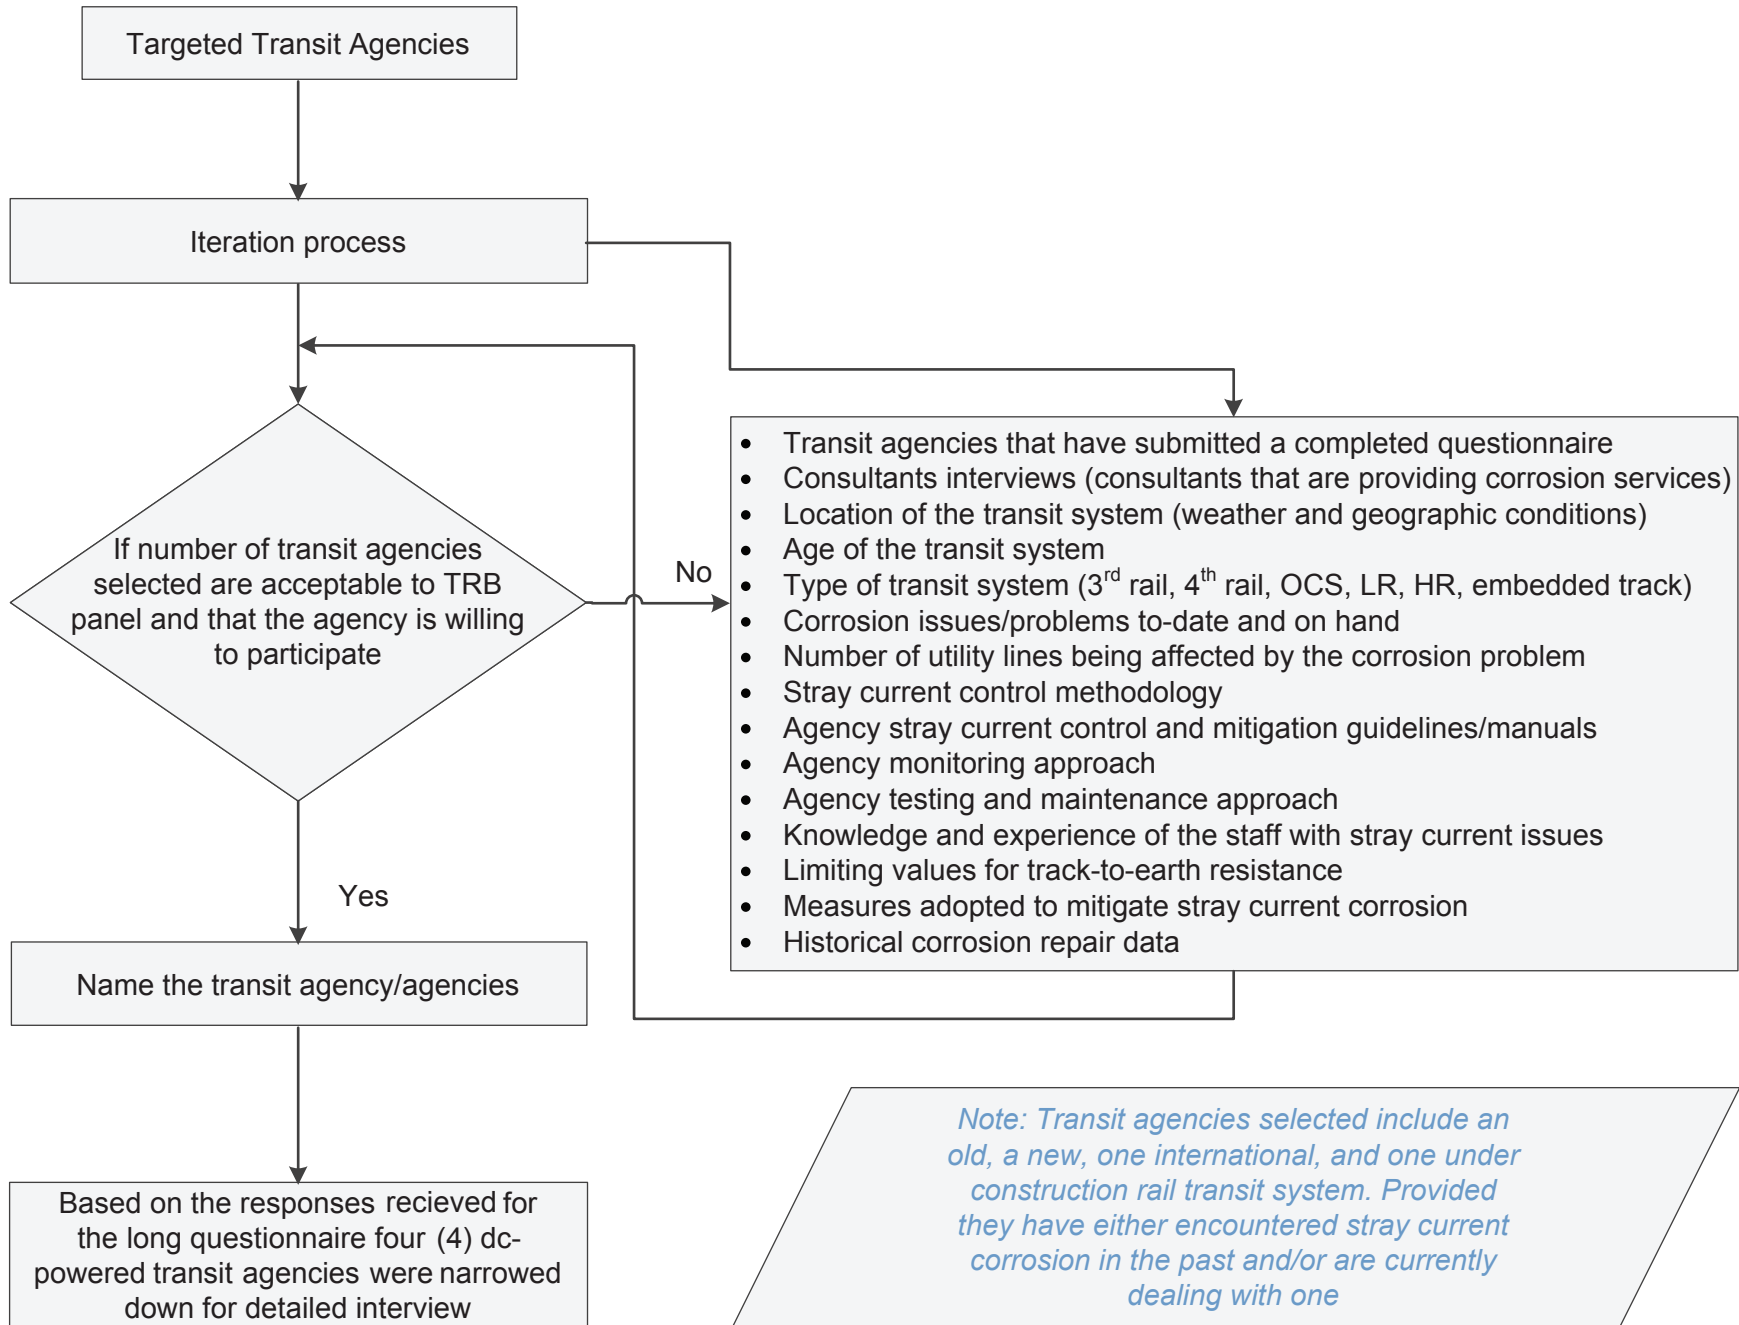 Targeted Transit Agencies
Iteration process
If number of transit agencies
selected are acceptable to TRB
panel and that the agency is willing
to participate
No
Yes
Name the transit agency/agencies
Based on the responses recieved for
the long questionnaire four (4) dc-
powered transit agencies were narrowed
down for detailed interview
• Transit agencies that have submitted a completed questionnaire
• Consultants interviews (consultants that are providing corrosion services)
• Location of the transit system (weather and geographic conditions)
• Age of the transit system
• Type of transit system (3rd rail, 4th rail, OCS, LR, HR, embedded track)
• Corrosion issues/problems to-date and on hand
• Number of utility lines being affected by the corrosion problem
• Stray current control methodology
• Agency stray current control and mitigation guidelines/manuals
• Agency monitoring approach
• Agency testing and maintenance approach
• Knowledge and experience of the staff with stray current issues
• Limiting values for track-to-earth resistance
• Measures adopted to mitigate stray current corrosion
• Historical corrosion repair data
Note: Transit agencies selected include an
old, a new, one international, and one under
construction rail transit system. Provided
they have either encountered stray current
corrosion in the past and/or are currently
dealing with one